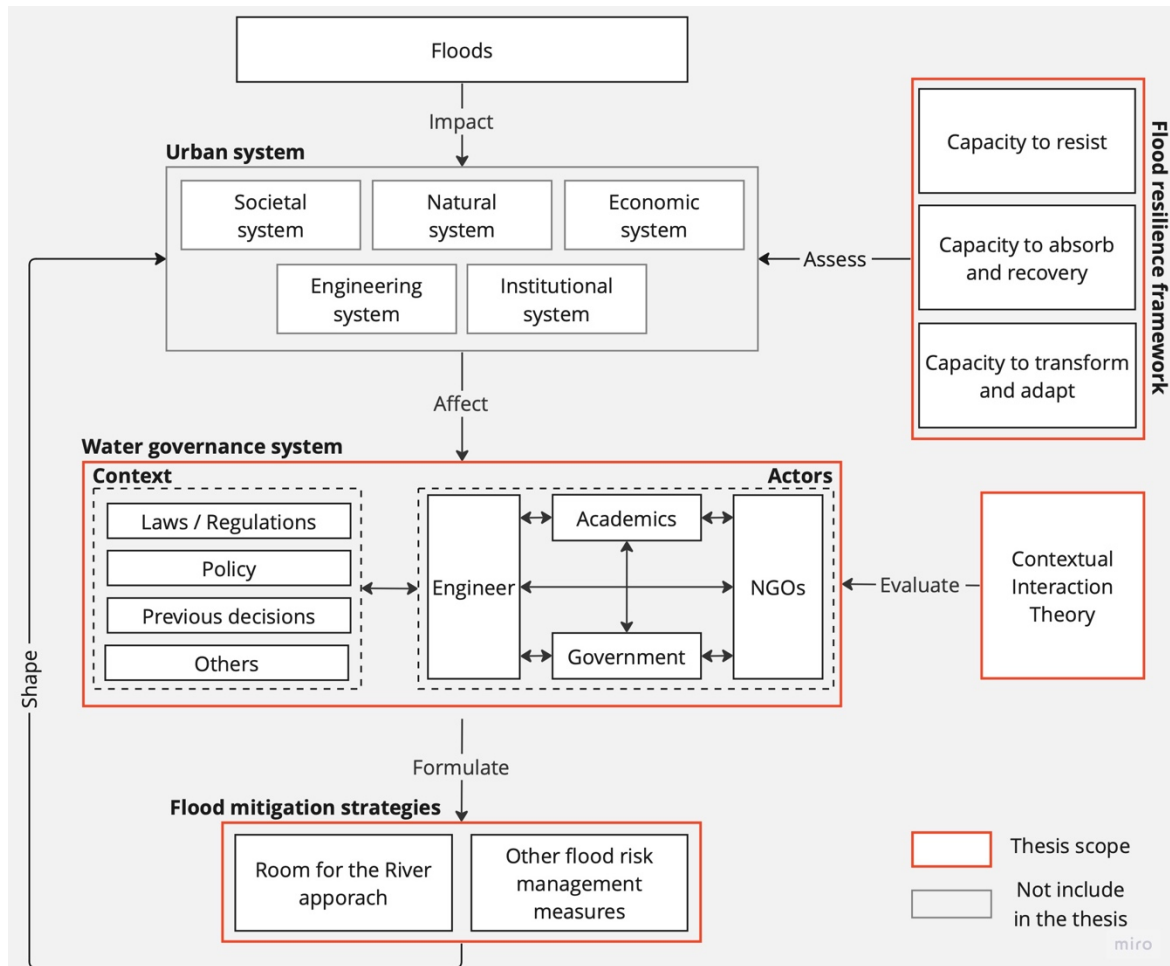 Floods
Impact
Urban system
Societal
system
Natural
system
Economic
system
Engineering
system
Institutional
system
Assess
Capacity to resist
Capacity to absorb
and recovery
Capacity to transform
and adapt
Flood resilience framework
Affect
Water governance system
Context
Laws / Regulations
Policy
Previous decisions
Others
Actors
Engineer
Academics
Government
NGOs
Evaluate
Contextual
Interaction
Theory
Shape
Formulate
Flood mitigation strategies
Room for the River
apporach
Other flood risk
management
measures
Thesis scope
Not include
in the thesis
miro